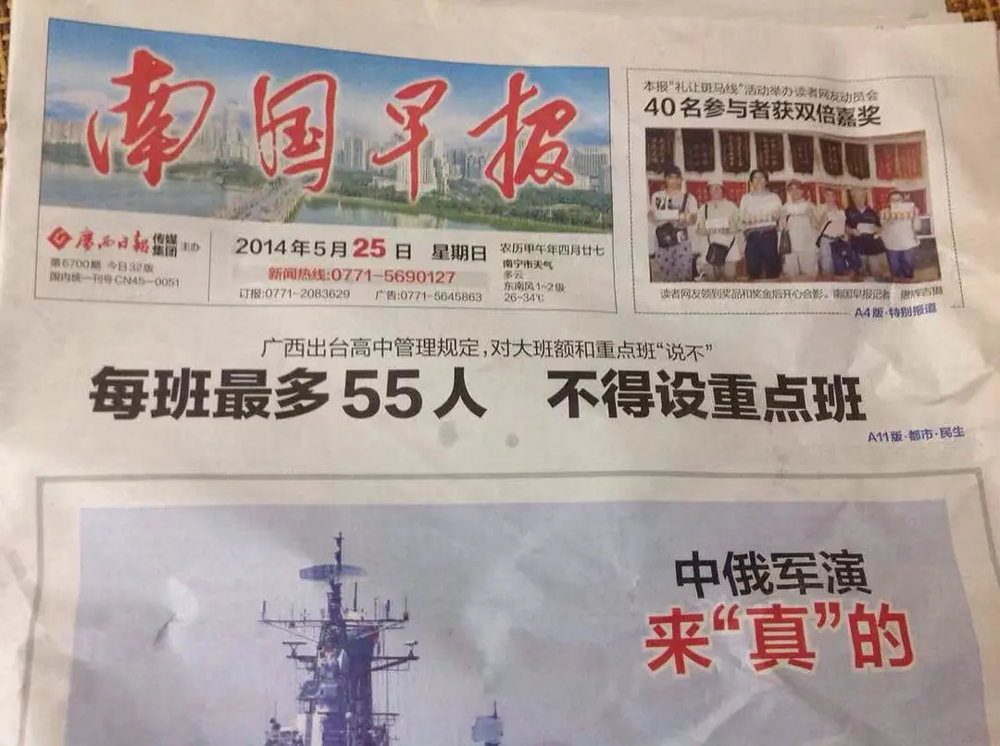 南国早报
广西日报 传媒集团 主办
第6700期 今日32版
国内统一刊号CN45—0051
2014年5月25日 星期日
新闻热线:0771-5690127
订报:0771-2083629 广告:0771-5645863
农历甲午年四月廿七
南宁市天气
多云
东南风1~2级
26~34℃
本报“礼让斑马线”活动举办读者网友动员会
40名参与者获双倍嘉奖
读者网友领到奖品和奖金后开心合影。南国早报记者
A4版·特别报道
广西出台高中管理规定,对大班额和重点班“说不”
每班最多55人 不得设重点班
A11版·都市·民生
中俄军演
来“真”的